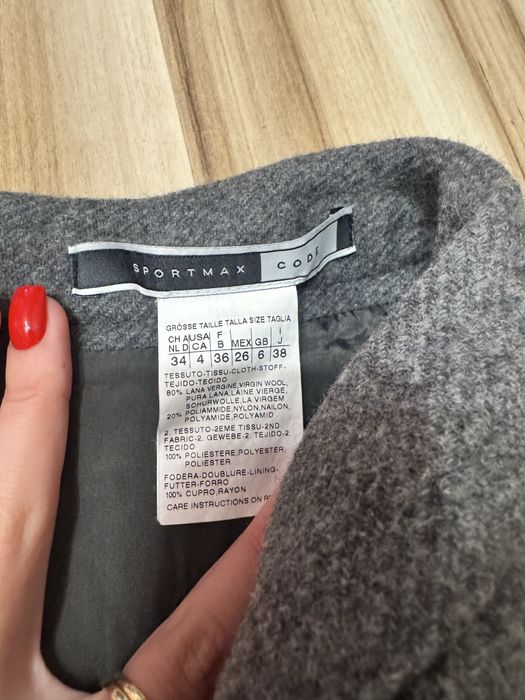 SPORTMAX CODE
GRÖSSE TAILLE TALLA SIZE TAGLIA
CH A USA F I
NL D CA B MEX GB J
34 4 36 26 6 38
TESSUTO-TISSU-CLOTH-STOFF-
TEJIDO-TECIDO
80% LANA VERGINE,VIRGIN WOOL,
PURA LANA,LAINE VIERGE,
SCHURWOLLE,LA VIRGEM
20% POLIAMMIDE,NYLON,NAILON,
POLYAMIDE,POLYAMID
2. TESSUTO-2EME TISSU-2ND
FABRIC-2. GEWEBE-2. TEJIDO-2.
TECIDO
100% POLIESTERE,POLYESTER,
POLIESTER
FODERA-DOUBLURE-LINING-
FUTTER-FORRO
100% CUPRO,RAYON
CARE INSTRUCTIONS ON